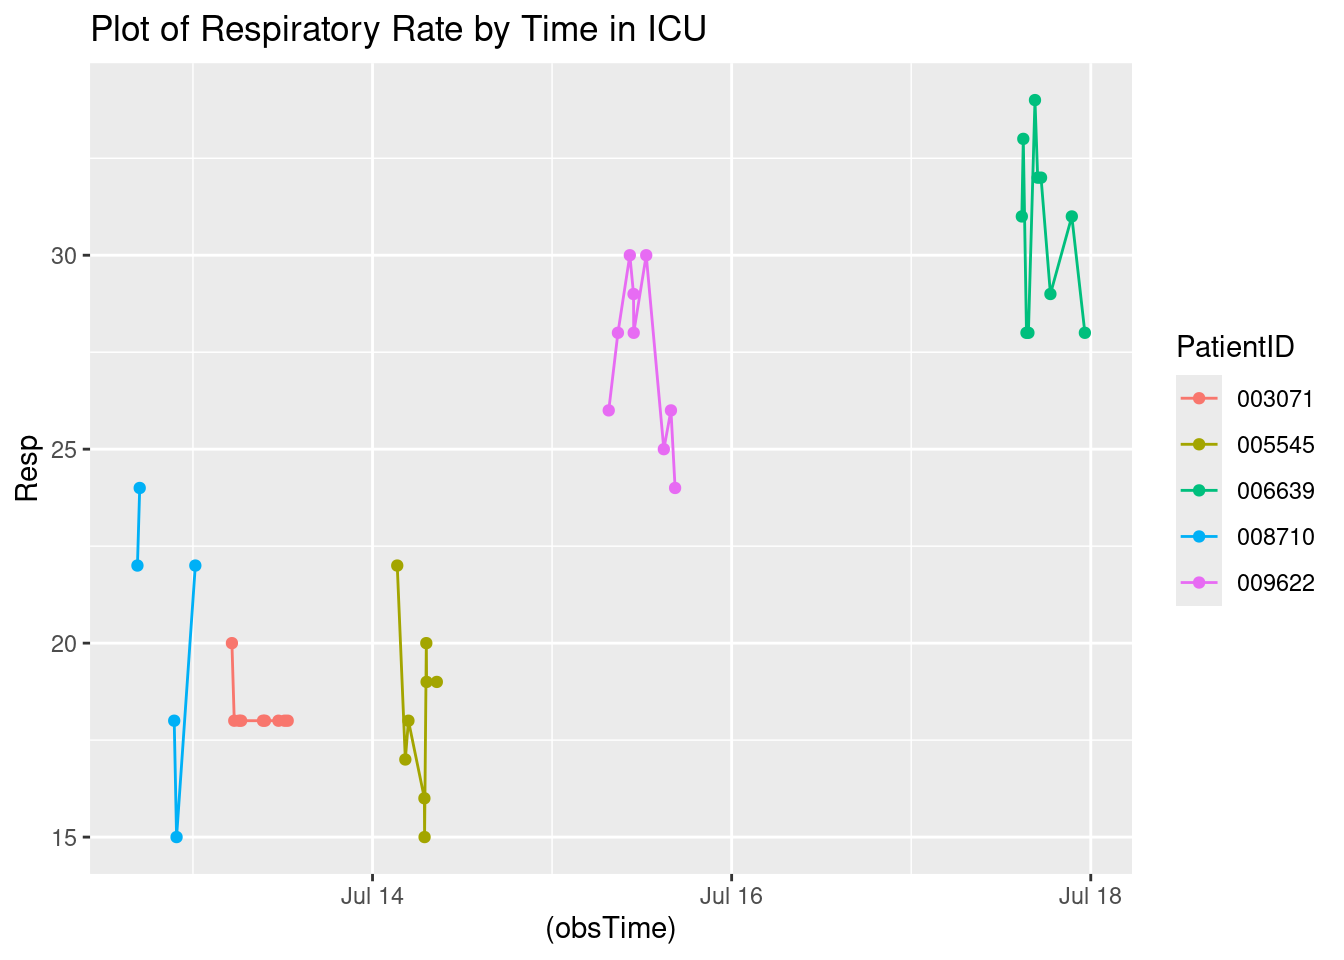 Plot of Respiratory Rate by Time in ICU
Resp
30
25
20
15
Jul 14
Jul 16
Jul 18
(obsTime)
PatientID
003071
005545
006639
008710
009622